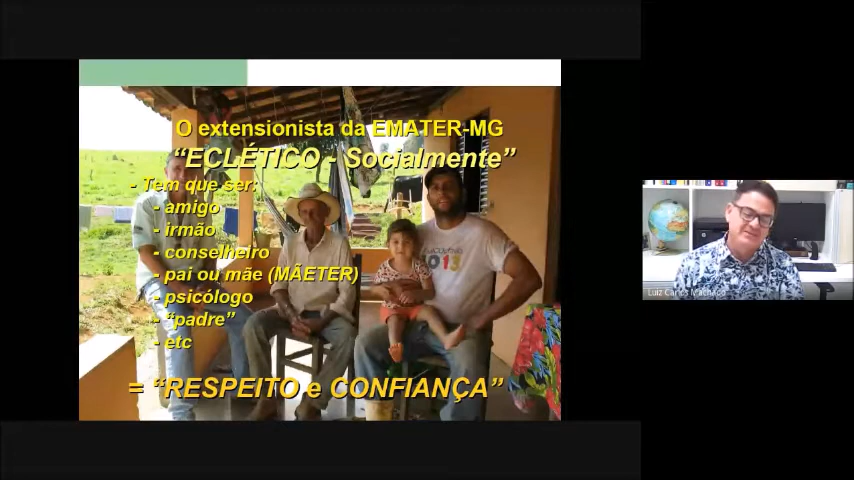 O extensionista da EMATER-MG
"ECLÉTICO - Socialmente"
- Tem que ser:
- amigo
- irmão
- conselheiro
- pai ou mãe (MÃETER)
- psicólogo
- "padre"
- etc
= "RESPEITO e CONFIANÇA"
2013
Luiz Carlos Machado